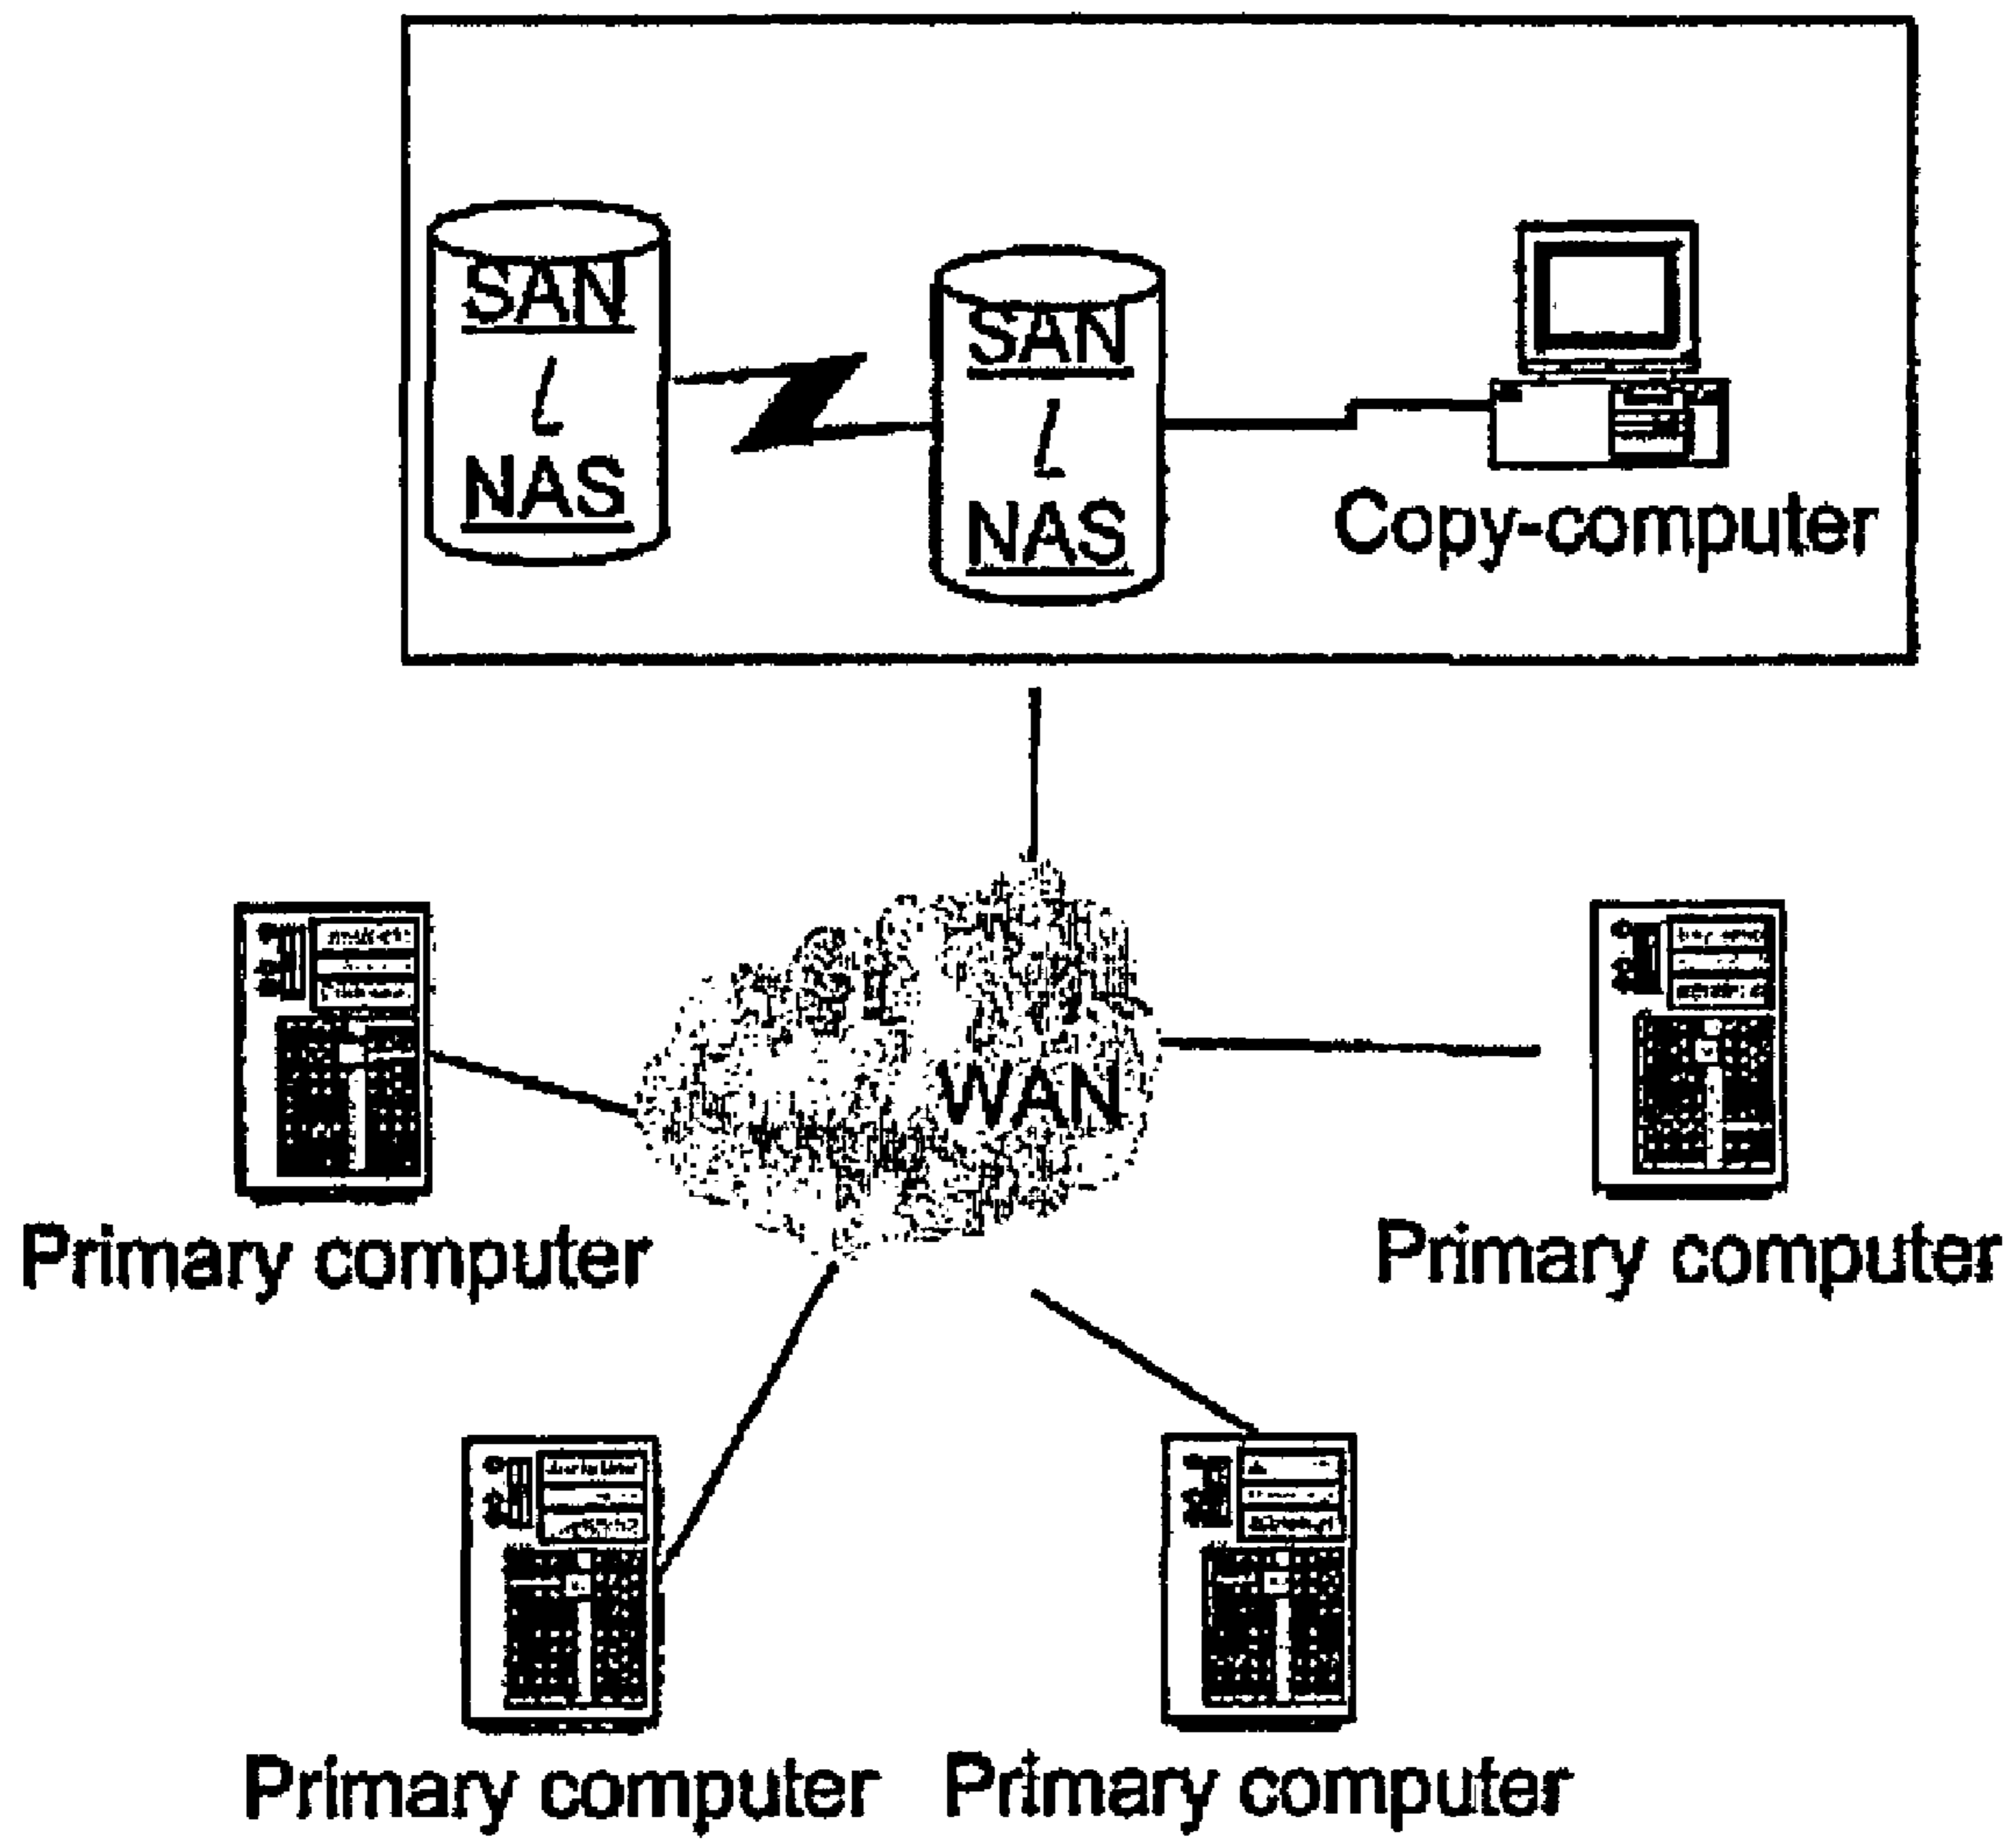 SAN
NAS
SAN
NAS
Copy-computer
WAN
Primary computer
Primary computer
Primary computer
Primary computer